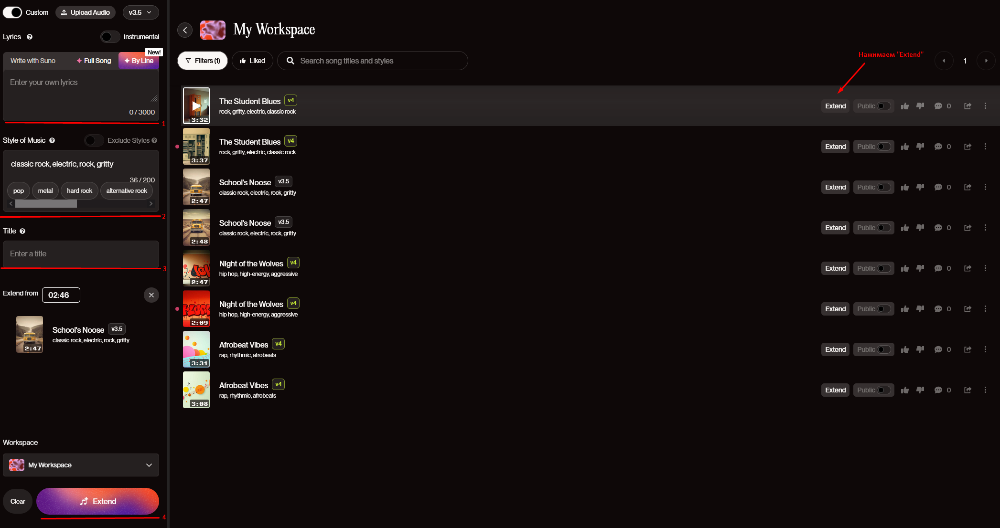 Custom
Upload Audio
v3.5
Lyrics
Instrumental
New!
Write with Suno
Full Song
By Line
Enter your own lyrics
0 / 3000
1
Style of Music
Exclude Styles
classic rock, electric, rock, gritty
36 / 200
pop
metal
hard rock
alternative rock
2
Title
Enter a title
3
Extend from
02:46
School's Noose
v3.5
classic rock, electric, rock, gritty
2:47
Workspace
My Workspace
Clear
Extend
4
My Workspace
Filters (1)
Liked
Search song titles and styles
Нажимаем "Extend"
1
The Student Blues v4
rock, gritty, electric, classic rock
3:32
Extend
Public
0
The Student Blues v4
rock, gritty, electric, classic rock
3:37
Extend
Public
0
School's Noose v3.5
classic rock, electric, rock, gritty
2:47
Extend
Public
0
School's Noose v3.5
classic rock, electric, rock, gritty
2:48
Extend
Public
0
Night of the Wolves v4
hip hop, high-energy, aggressive
2:47
Extend
Public
0
Night of the Wolves v4
hip hop, high-energy, aggressive
2:09
Extend
Public
0
Afrobeat Vibes v4
rap, rhythmic, afrobeats
3:31
Extend
Public
0
Afrobeat Vibes v4
rap, rhythmic, afrobeats
3:08
Extend
Public
0